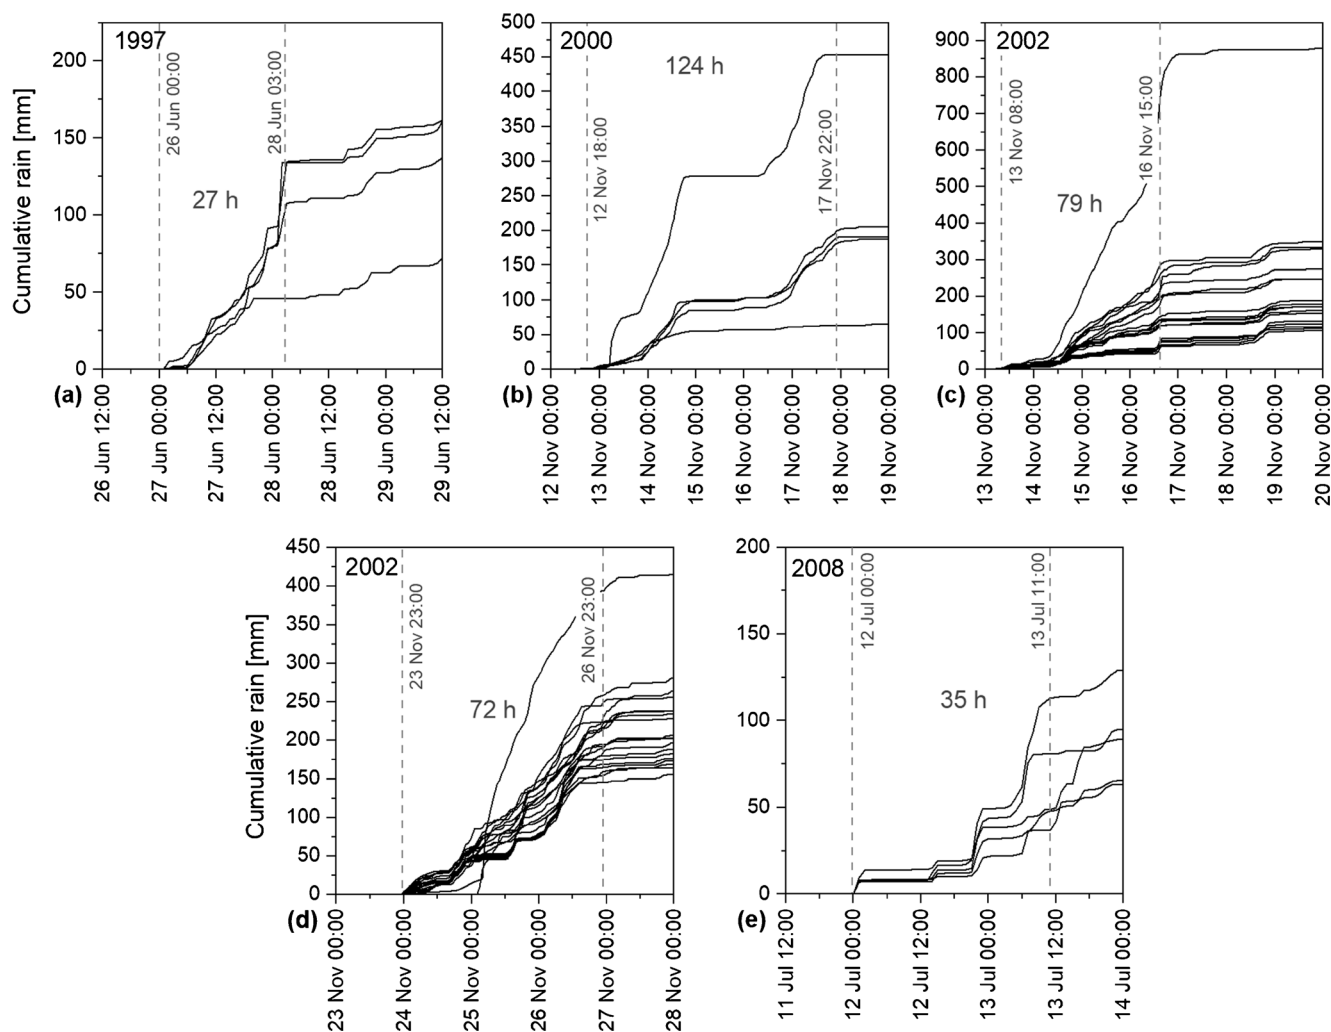 1997
Cumulative rain [mm]
200
150
100
50
0
26 Jun 00:00
28 Jun 03:00
27 h
(a)
26 Jun 12:00
27 Jun 00:00
27 Jun 12:00
28 Jun 00:00
28 Jun 12:00
29 Jun 00:00
29 Jun 12:00
2000
500
450
400
350
300
250
200
150
100
50
0
124 h
12 Nov 18:00
17 Nov 22:00
(b)
12 Nov 00:00
13 Nov 00:00
14 Nov 00:00
15 Nov 00:00
16 Nov 00:00
17 Nov 00:00
18 Nov 00:00
19 Nov 00:00
2002
900
800
700
600
500
400
300
200
100
0
13 Nov 08:00
16 Nov 15:00
79 h
(c)
13 Nov 00:00
14 Nov 00:00
15 Nov 00:00
16 Nov 00:00
17 Nov 00:00
18 Nov 00:00
19 Nov 00:00
20 Nov 00:00
2002
Cumulative rain [mm]
450
400
350
300
250
200
150
100
50
0
23 Nov 23:00
26 Nov 23:00
72 h
(d)
23 Nov 00:00
24 Nov 00:00
25 Nov 00:00
26 Nov 00:00
27 Nov 00:00
28 Nov 00:00
2008
200
150
100
50
0
12 Jul 00:00
13 Jul 11:00
35 h
(e)
11 Jul 12:00
12 Jul 00:00
12 Jul 12:00
13 Jul 00:00
13 Jul 12:00
14 Jul 00:00